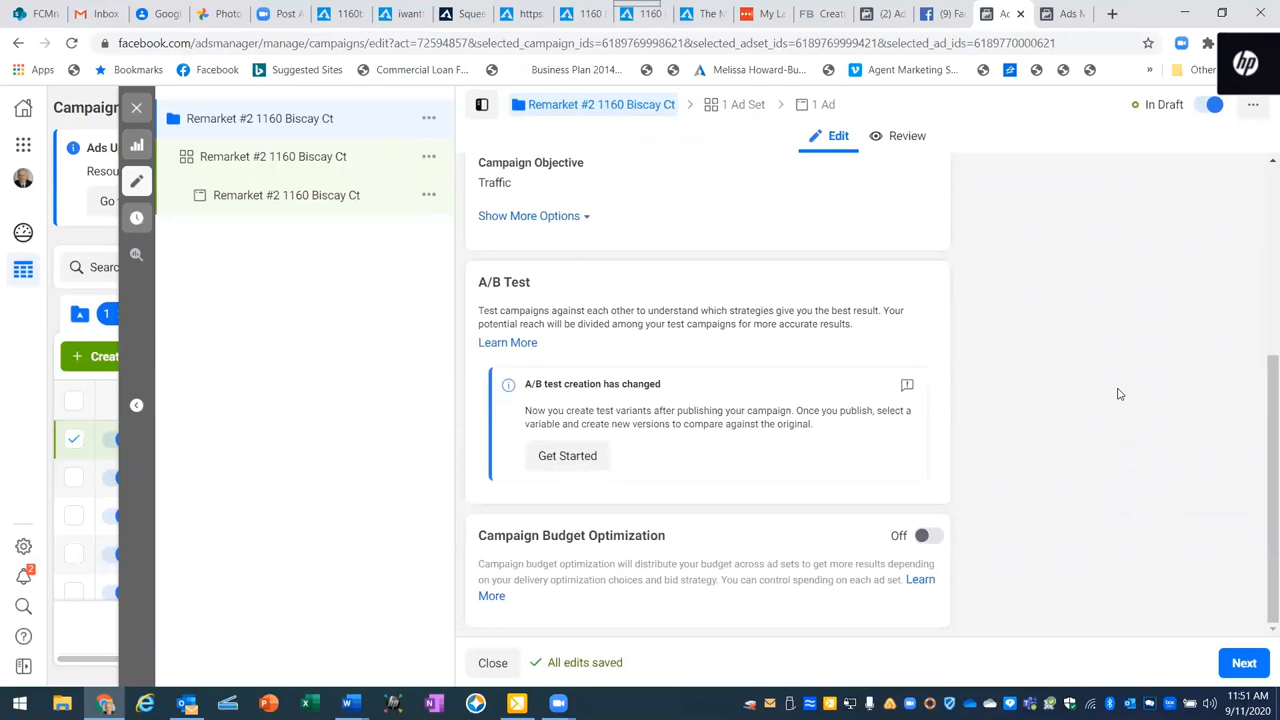 FCMn
Inbox
Googl
Photo
Post A
1160b
iwant
Sque
https:
1160
1160
The M
My La
FB Creat
(2) Ad
(9) Fa
Ac
Ads M
facebook.com/adsmanager/manage/campaigns/edit?act=72594857&selected_campaign_ids=6189769998621&selected_adset_ids=6189769999421&selected_ad_ids=6189770000621
Apps
Bookmarks
Facebook
Suggested Sites
Commercial Loan F...
Business Plan 2014...
Melissa Howard-Bu...
Agent Marketing S...
»
Other
hp
Campaign
Remarket #2 1160 Biscay Ct
Remarket #2 1160 Biscay Ct
1 Ad Set
1 Ad
In Draft
Edit
Review
Ads U
Resou
Remarket #2 1160 Biscay Ct
Go
Remarket #2 1160 Biscay Ct
Searc
1
Creat
Campaign Objective
Traffic
Show More Options
A/B Test
Test campaigns against each other to understand which strategies give you the best result. Your
potential reach will be divided among your test campaigns for more accurate results.
Learn More
A/B test creation has changed
Now you create test variants after publishing your campaign. Once you publish, select a
variable and create new versions to compare against the original.
Get Started
Campaign Budget Optimization
Off
Campaign budget optimization will distribute your budget across ad sets to get more results depending
on your delivery optimization choices and bid strategy. You can control spending on each ad set. Learn
More
2
Close
All edits saved
Next
11:51 AM
9/11/2020